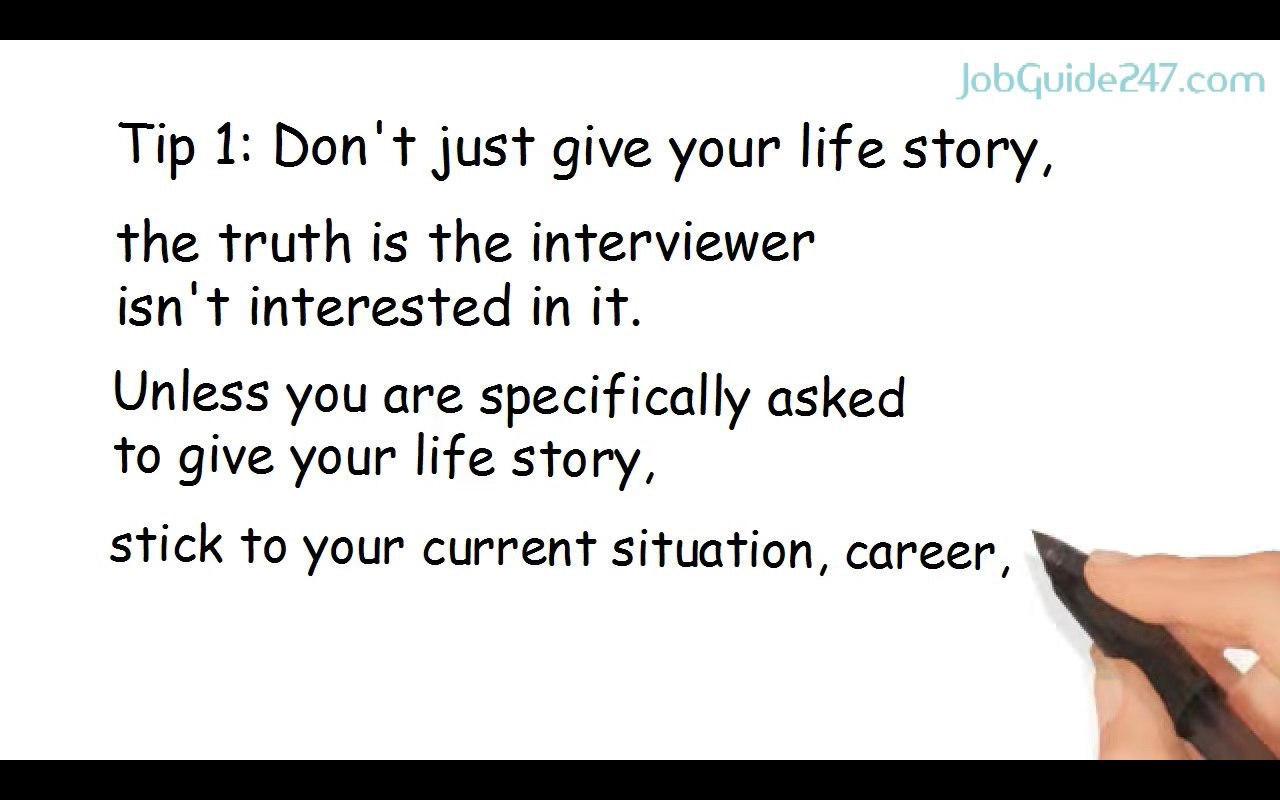 JobGuide247.com
Tip 1: Don't just give your life story,
the truth is the interviewer
isn't interested in it.
Unless you are specifically asked
to give your life story,
stick to your current situation, career,